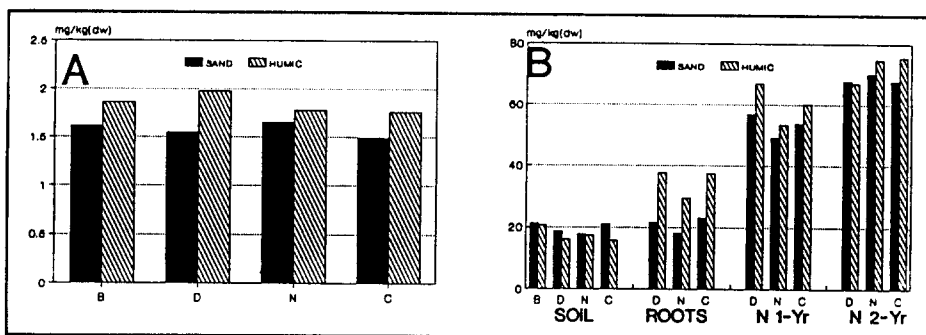 mg/kg(dw)
2.5
2
1.5
1
0.5
0
A
SAND HUMIC
B D N C
mg/kg(dw)
80
60
40
20
0
B
SAND HUMIC
B D N C D N C D N C D N C
SOIL ROOTS N 1-Yr N 2-Yr